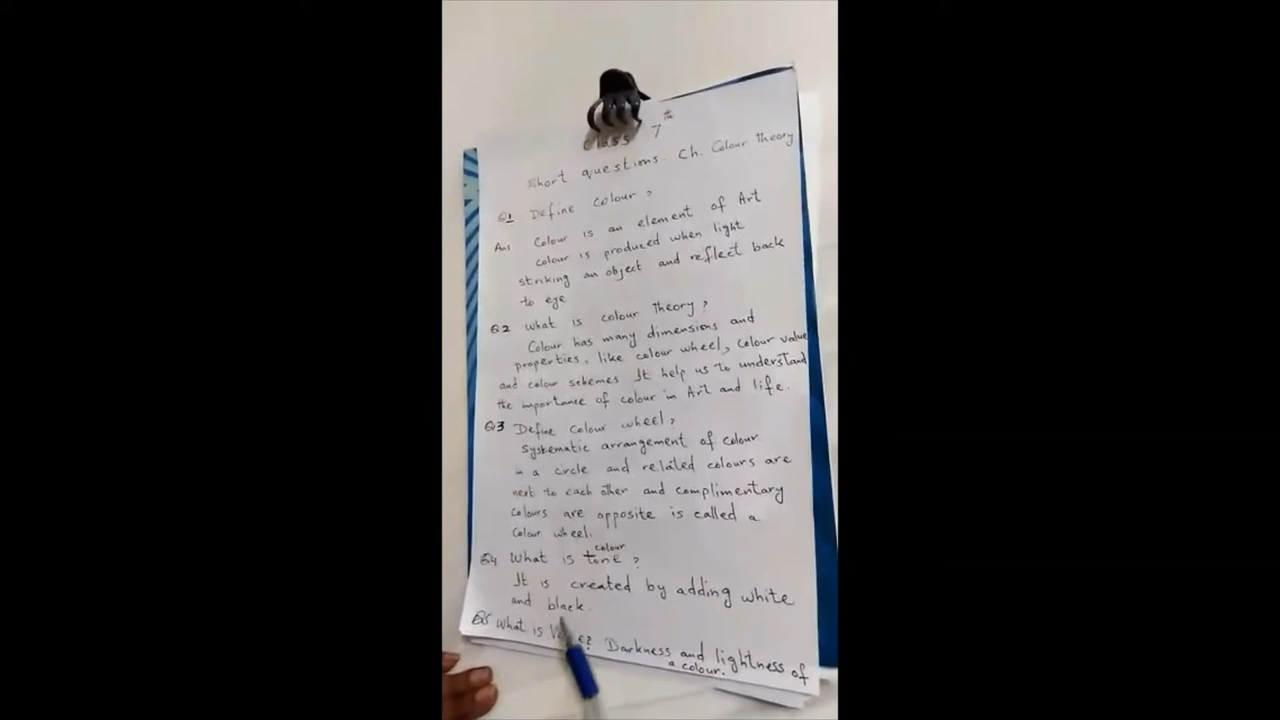 Class 7th
Short questions. Ch. Colour Theory
Q1 Define Colour?
Ans Colour is an element of Art
colour is produced when light
striking an object and reflect back
to eye
Q2 What is colour Theory?
Colour has many dimensions and
properties, like colour wheel, colour value
and colour schemes It help us to understand
the importance of colour in Art and life.
Q3 Define Colour wheel?
Systematic arrangement of colour
in a circle and related colours are
next to each other and complimentary
colours are opposite is called a
Colour wheel.
Q4 What is colour tone?
It is created by adding white
and black.
Q5 What is Darkness and lightness of
a colour.